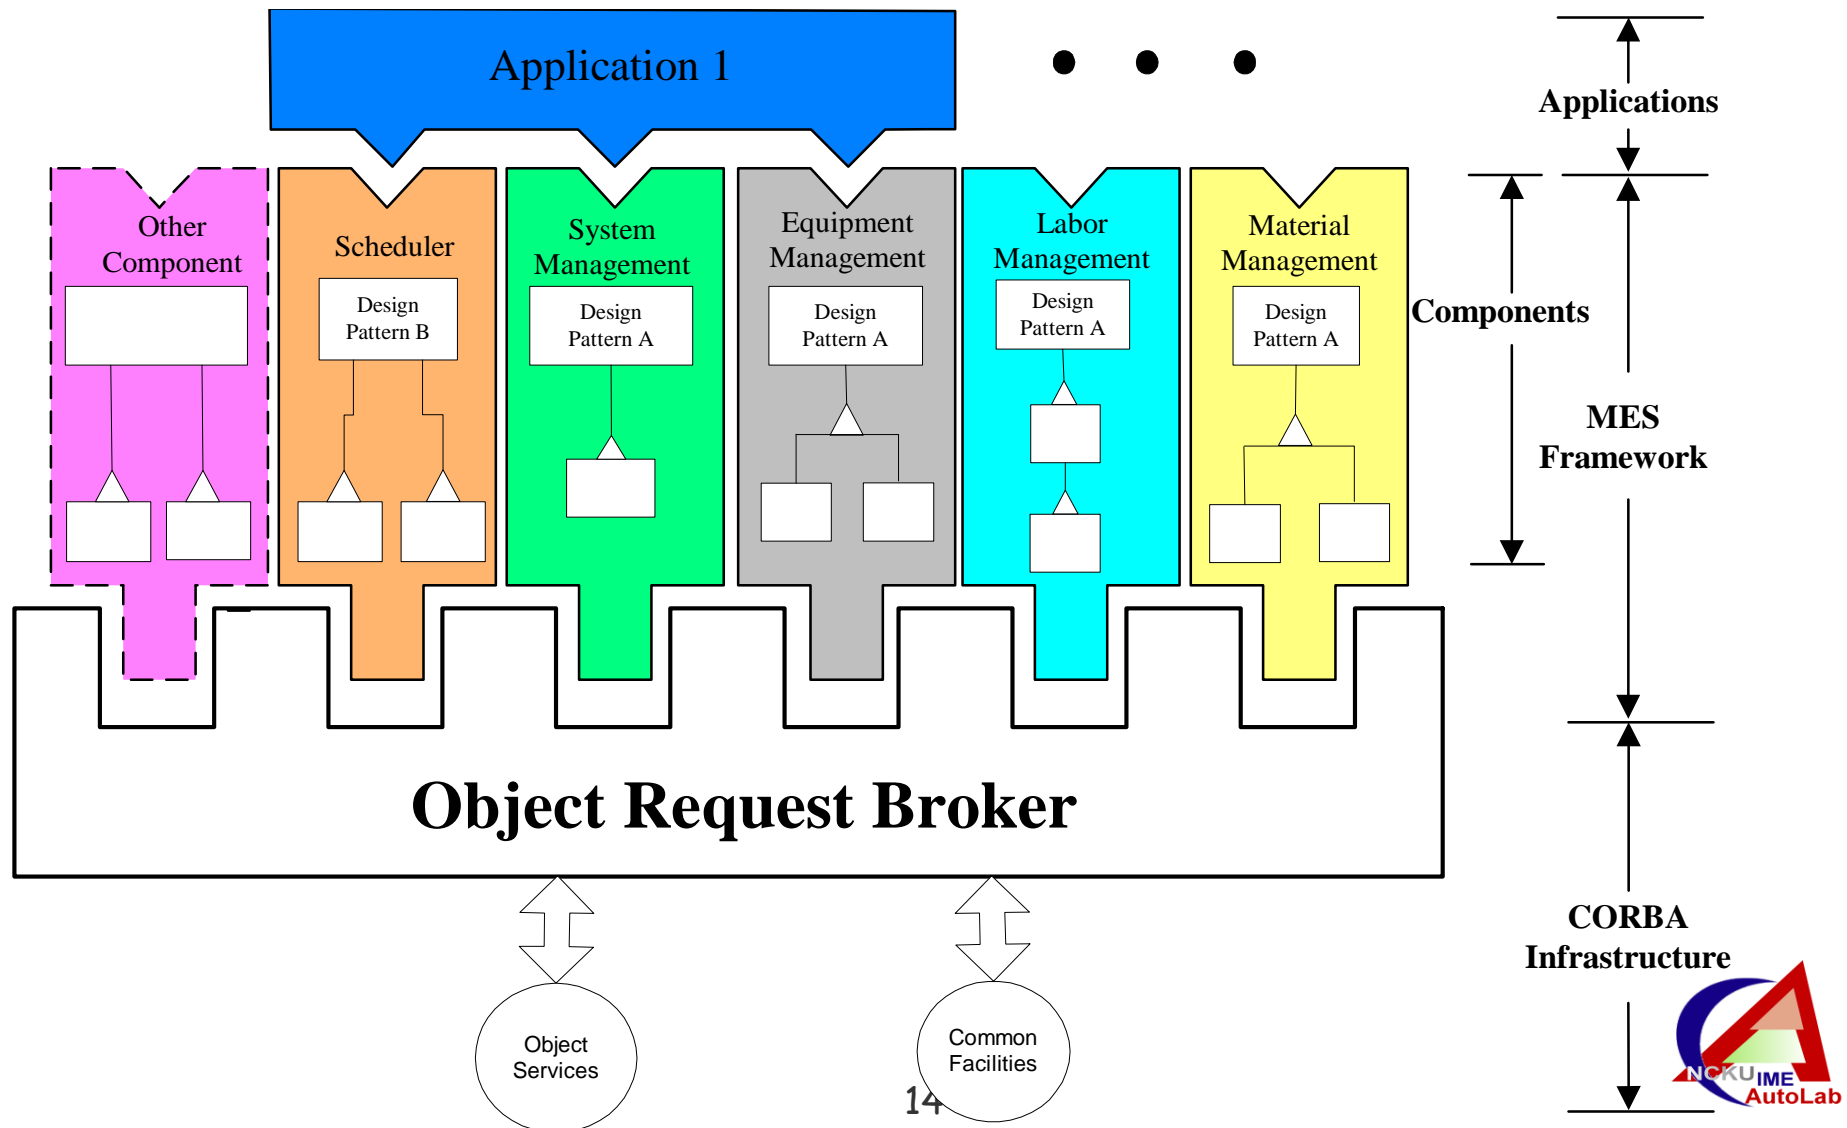 Application 1
Applications
Other
Component
Scheduler
Design
Pattern B
System
Management
Design
Pattern A
Equipment
Management
Design
Pattern A
Labor
Management
Design
Pattern A
Material
Management
Design
Pattern A
Components
MES
Framework
Object Request Broker
CORBA
Infrastructure
Object
Services
Common
Facilities
14
NCKU IME
AutoLab